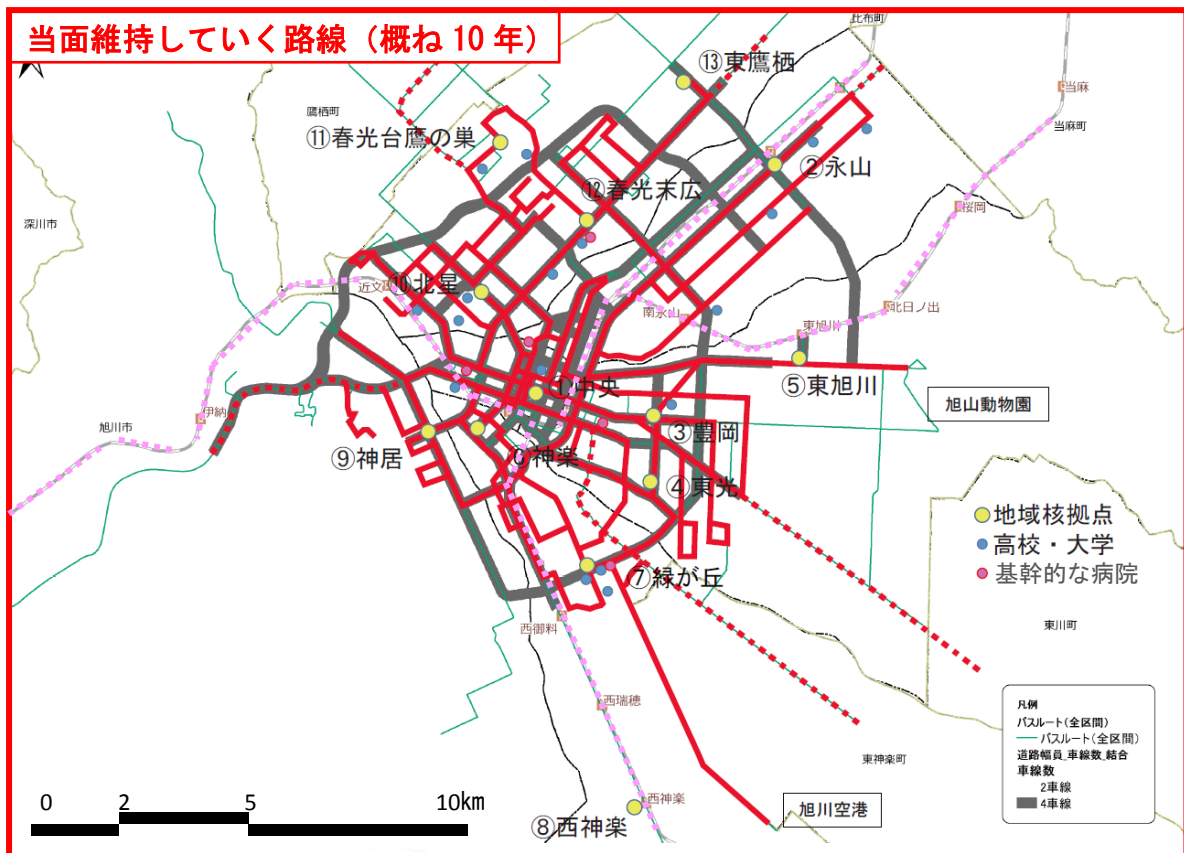 当面維持していく路線（概ね10年）
比布町
⑬東鷹栖
当麻
鷹栖町
当麻町
⑪春光台鷹の巣
②永山
⑫春光末広
桜岡
深川市
近文
⑩北星
北日ノ出
南永山
東旭川
①中央
⑤東旭川
旭山動物園
伊納
旭川市
③豊岡
⑨神居
神楽
④東光
地域核拠点
高校・大学
基幹的な病院
⑦緑が丘
西御料
東川町
西瑞穂
凡例
バスルート(全区間)
バスルート(全区間)
道路幅員_車線数_結合
車線数
2車線
4車線
東神楽町
0 2 5 10km
西神楽
旭川空港
⑧西神楽